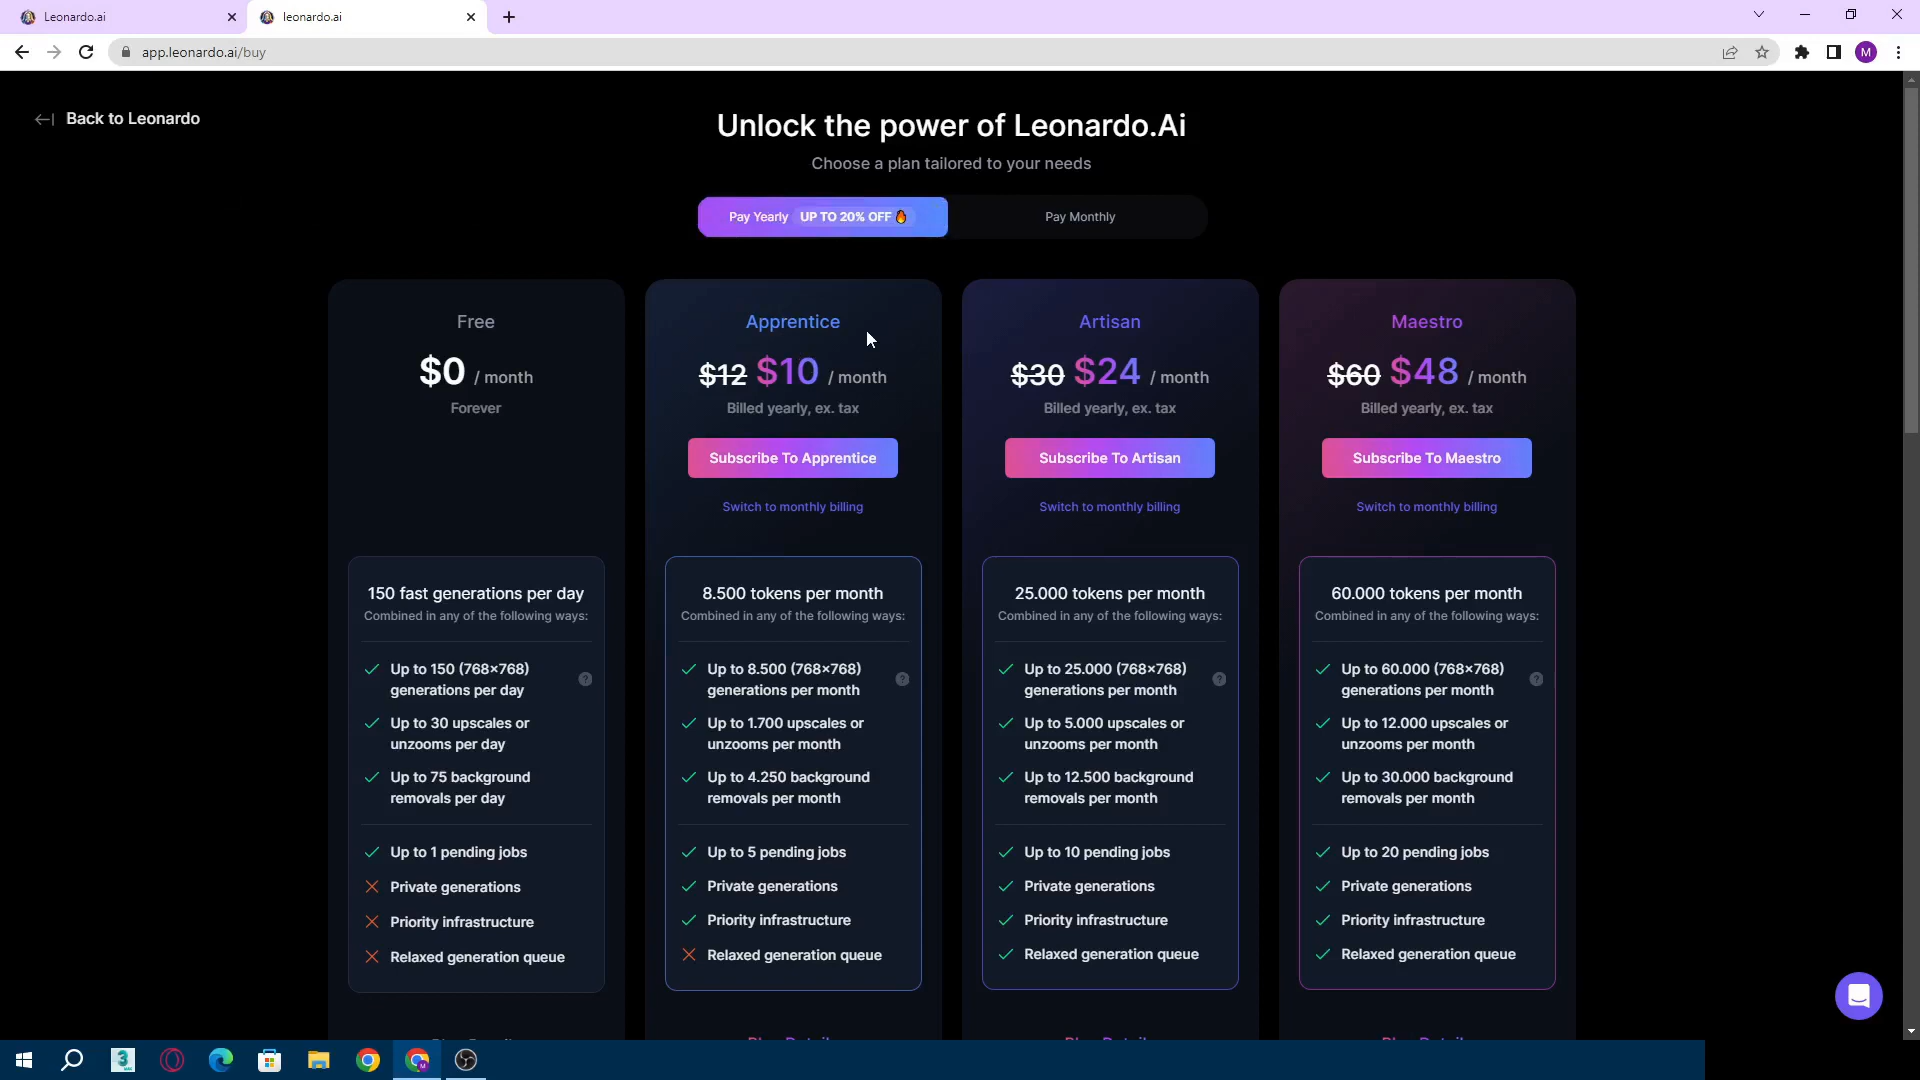 Leonardo.ai
leonardo.ai
app.leonardo.ai/buy
M
Back to Leonardo
Unlock the power of Leonardo.Ai
Choose a plan tailored to your needs
Pay Yearly UP TO 20% OFF🔥
Pay Monthly
Free
$0 / month
Forever
150 fast generations per day
Combined in any of the following ways:
Up to 150 (768×768)
generations per day
?
Up to 30 upscales or
unzooms per day
Up to 75 background
removals per day
Up to 1 pending jobs
Private generations
Priority infrastructure
Relaxed generation queue
Apprentice
$12 $10 / month
Billed yearly, ex. tax
Subscribe To Apprentice
Switch to monthly billing
8.500 tokens per month
Combined in any of the following ways:
Up to 8.500 (768×768)
generations per month
?
Up to 1.700 upscales or
unzooms per month
Up to 4.250 background
removals per month
Up to 5 pending jobs
Private generations
Priority infrastructure
Relaxed generation queue
Artisan
$30 $24 / month
Billed yearly, ex. tax
Subscribe To Artisan
Switch to monthly billing
25.000 tokens per month
Combined in any of the following ways:
Up to 25.000 (768×768)
generations per month
?
Up to 5.000 upscales or
unzooms per month
Up to 12.500 background
removals per month
Up to 10 pending jobs
Private generations
Priority infrastructure
Relaxed generation queue
Maestro
$60 $48 / month
Billed yearly, ex. tax
Subscribe To Maestro
Switch to monthly billing
60.000 tokens per month
Combined in any of the following ways:
Up to 60.000 (768×768)
generations per month
?
Up to 12.000 upscales or
unzooms per month
Up to 30.000 background
removals per month
Up to 20 pending jobs
Private generations
Priority infrastructure
Relaxed generation queue
3